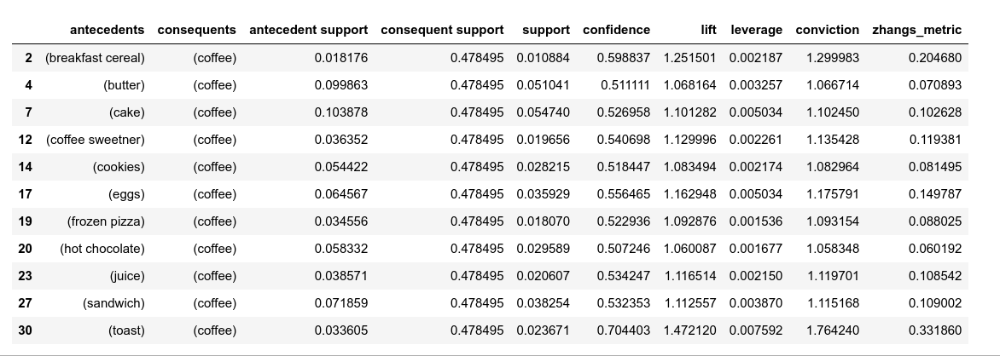 antecedents consequents antecedent support consequent support support confidence lift leverage conviction zhangs_metric
2 (breakfast cereal) (coffee) 0.018176 0.478495 0.010884 0.598837 1.251501 0.002187 1.299983 0.204680
4 (butter) (coffee) 0.099863 0.478495 0.051041 0.511111 1.068164 0.003257 1.066714 0.070893
7 (cake) (coffee) 0.103878 0.478495 0.054740 0.526958 1.101282 0.005034 1.102450 0.102628
12 (coffee sweetner) (coffee) 0.036352 0.478495 0.019656 0.540698 1.129996 0.002261 1.135428 0.119381
14 (cookies) (coffee) 0.054422 0.478495 0.028215 0.518447 1.083494 0.002174 1.082964 0.081495
17 (eggs) (coffee) 0.064567 0.478495 0.035929 0.556465 1.162948 0.005034 1.175791 0.149787
19 (frozen pizza) (coffee) 0.034556 0.478495 0.018070 0.522936 1.092876 0.001536 1.093154 0.088025
20 (hot chocolate) (coffee) 0.058332 0.478495 0.029589 0.507246 1.060087 0.001677 1.058348 0.060192
23 (juice) (coffee) 0.038571 0.478495 0.020607 0.534247 1.116514 0.002150 1.119701 0.108542
27 (sandwich) (coffee) 0.071859 0.478495 0.038254 0.532353 1.112557 0.003870 1.115168 0.109002
30 (toast) (coffee) 0.033605 0.478495 0.023671 0.704403 1.472120 0.007592 1.764240 0.331860